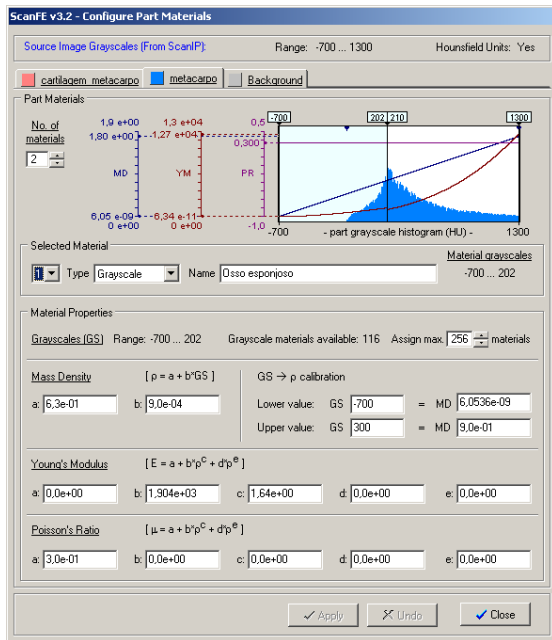 ScanFE v3.2 - Configure Part Materials
Source Image Grayscales (From ScanIP): Range: -700 ... 1300 Hounsfield Units: Yes
cartilagem metacarpo metacarpo Background
Part Materials
No. of materials
2
1,9 e+00 1,3 e+04 0,5 -700 202 210 1300
1,80 e+00 1,27 e+04 0,300
MD YM PR
6,05 e-09 6,34 e-11
0 e+00 0 e+00 -1,0 -700 - part grayscale histogram (HU) - 1300
Selected Material
Material grayscales
1 Type Grayscale Name Osso esponjoso -700 ... 202
Material Properties
Grayscales (GS) Range: -700 ... 202 Grayscale materials available: 116 Assign max. 256 materials
Mass Density [ ρ = a + b*GS ] GS → ρ calibration
a: 6,3e-01 b: 9,0e-04 Lower value: GS -700 = MD 6,0536e-09
Upper value: GS 300 = MD 9,0e-01
Young's Modulus [ E = a + b*ρ^c + d*ρ^e ]
a: 0,0e+00 b: 1,904e+03 c: 1,64e+00 d: 0,0e+00 e: 0,0e+00
Poisson's Ratio [ μ = a + b*ρ^c + d*ρ^e ]
a: 3,0e-01 b: 0,0e+00 c: 0,0e+00 d: 0,0e+00 e: 0,0e+00
Apply Undo Close